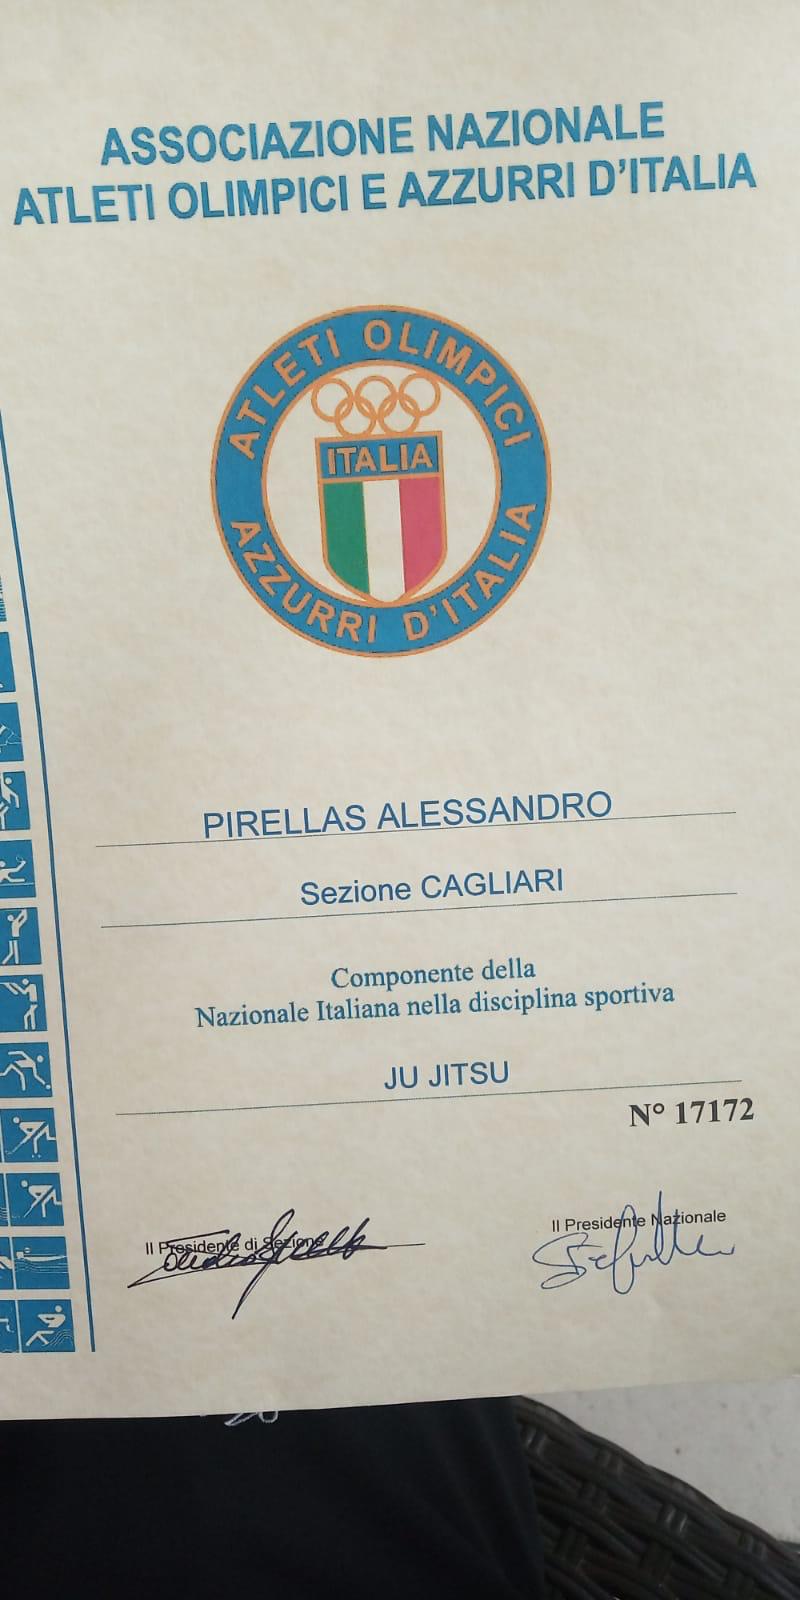 ASSOCIAZIONE NAZIONALE
ATLETI OLIMPICI E AZZURRI D'ITALIA
ATLETI OLIMPICI
ITALIA
AZZURRI D'ITALIA
PIRELLAS ALESSANDRO
Sezione CAGLIARI
Componente della
Nazionale Italiana nella disciplina sportiva
JU JITSU
N° 17172
Il Presidente di Sezione
Il Presidente Nazionale